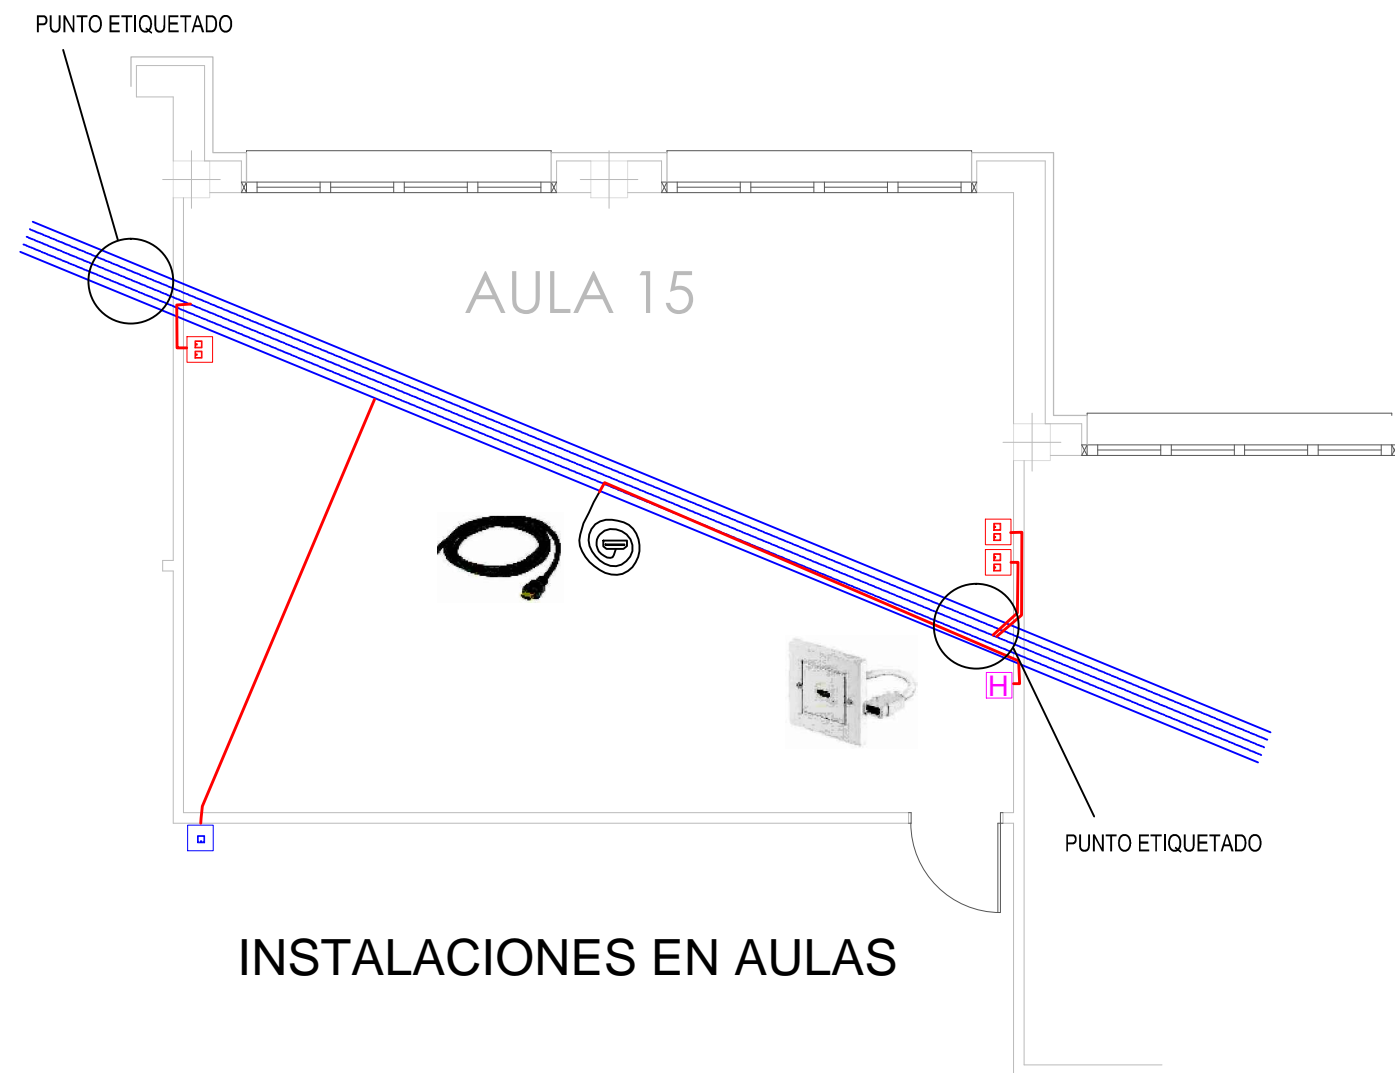 PUNTO ETIQUETADO
AULA 15
H
PUNTO ETIQUETADO
INSTALACIONES EN AULAS